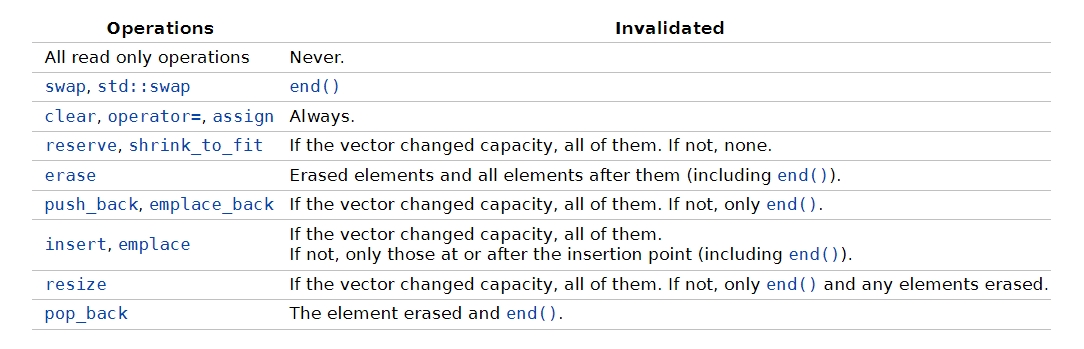 Operations Invalidated
All read only operations Never.
swap, std::swap end()
clear, operator=, assign Always.
reserve, shrink_to_fit If the vector changed capacity, all of them. If not, none.
erase Erased elements and all elements after them (including end()).
push_back, emplace_back If the vector changed capacity, all of them. If not, only end().
insert, emplace If the vector changed capacity, all of them.
If not, only those at or after the insertion point (including end()).
resize If the vector changed capacity, all of them. If not, only end() and any elements erased.
pop_back The element erased and end().